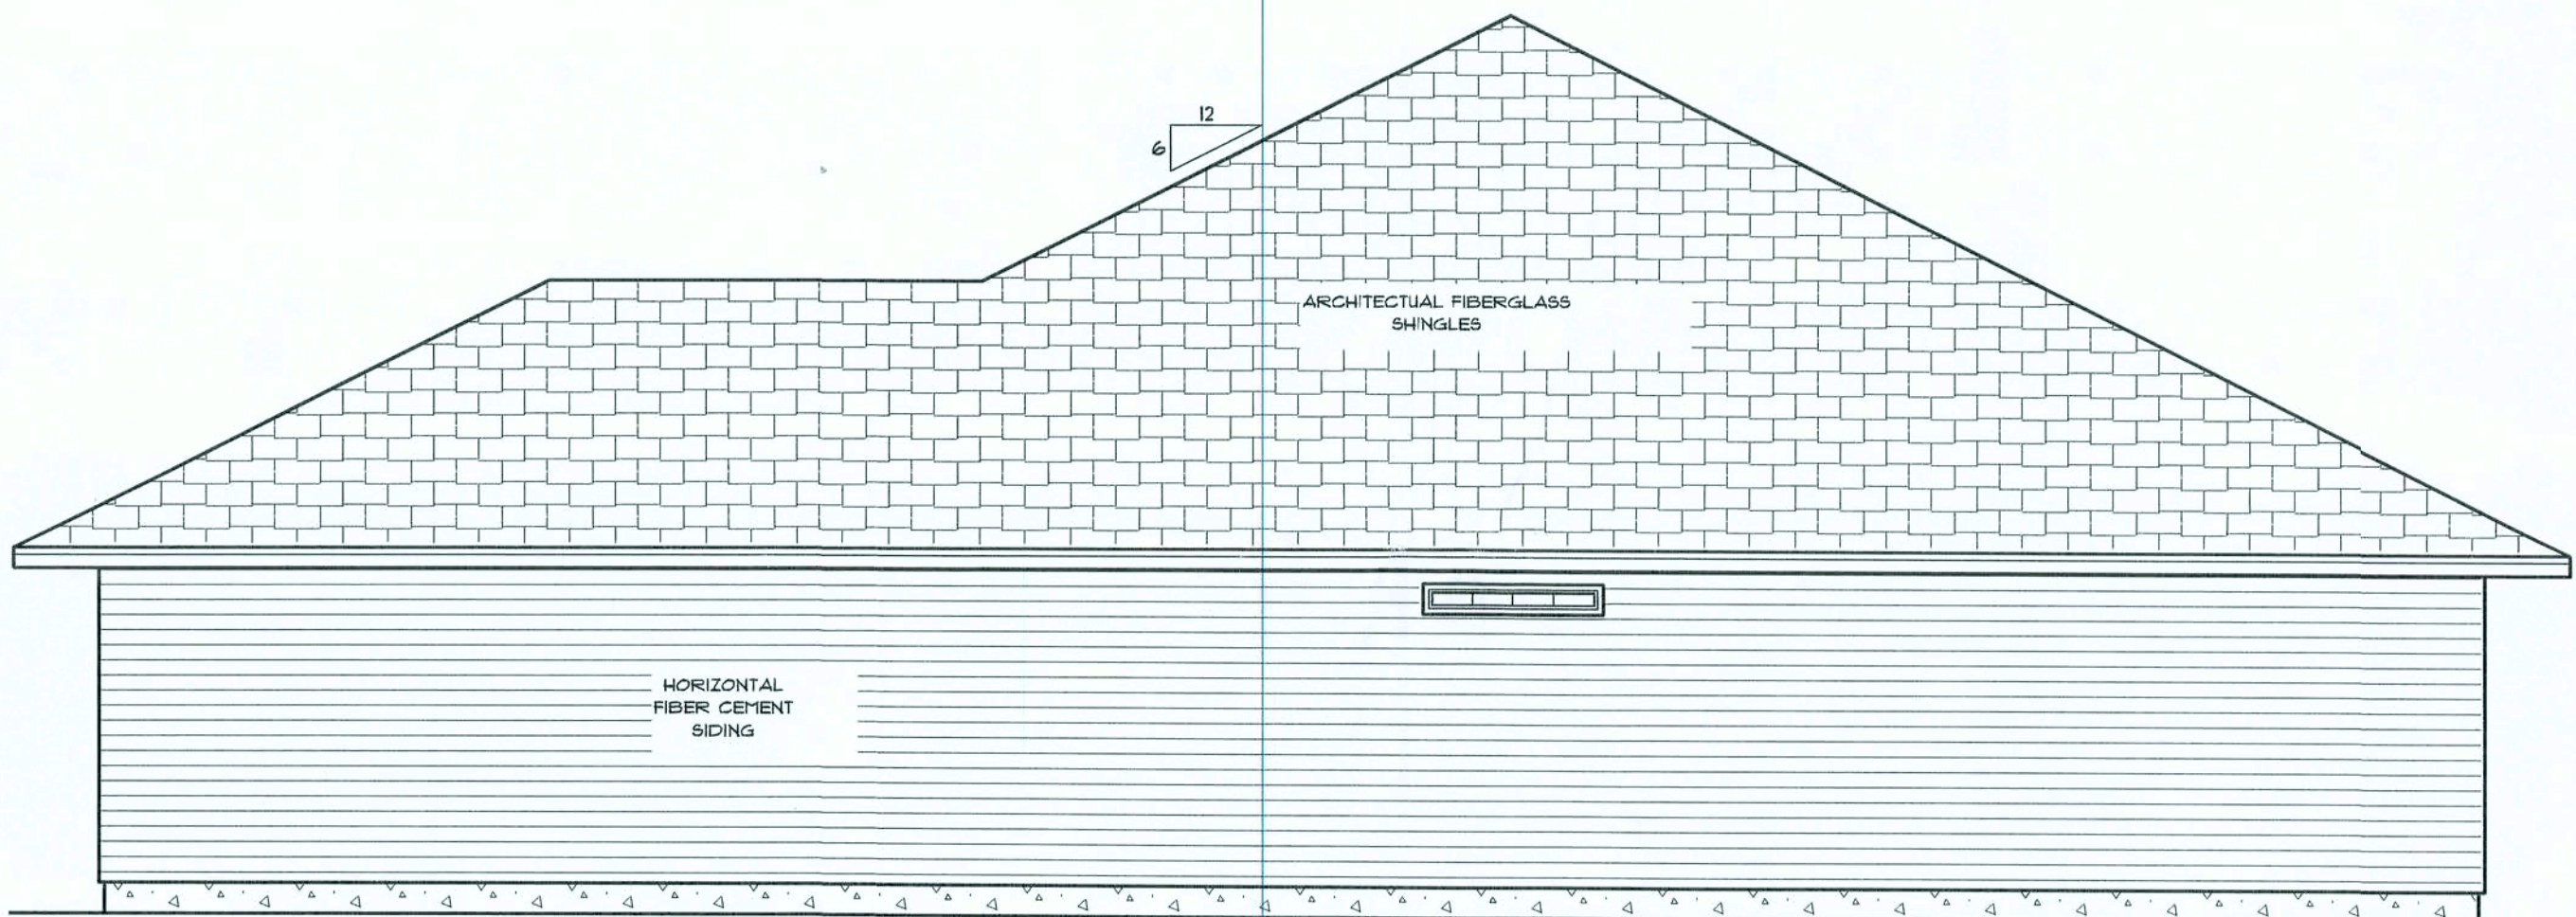 12
6
ARCHITECTUAL FIBERGLASS
SHINGLES
HORIZONTAL
FIBER CEMENT
SIDING